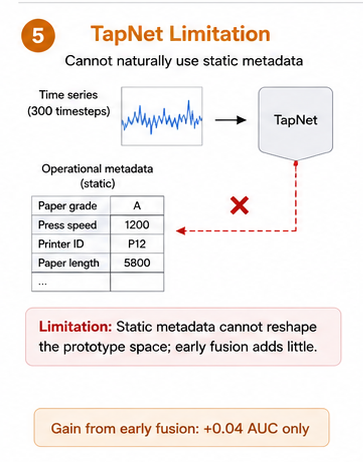 5
TapNet Limitation
Cannot naturally use static metadata
Time series
(300 timesteps)
TapNet
Operational metadata
(static)
Paper grade A
Press speed 1200
Printer ID P12
Paper length 5800
...
Limitation: Static metadata cannot reshape
the prototype space; early fusion adds little.
Gain from early fusion: +0.04 AUC only